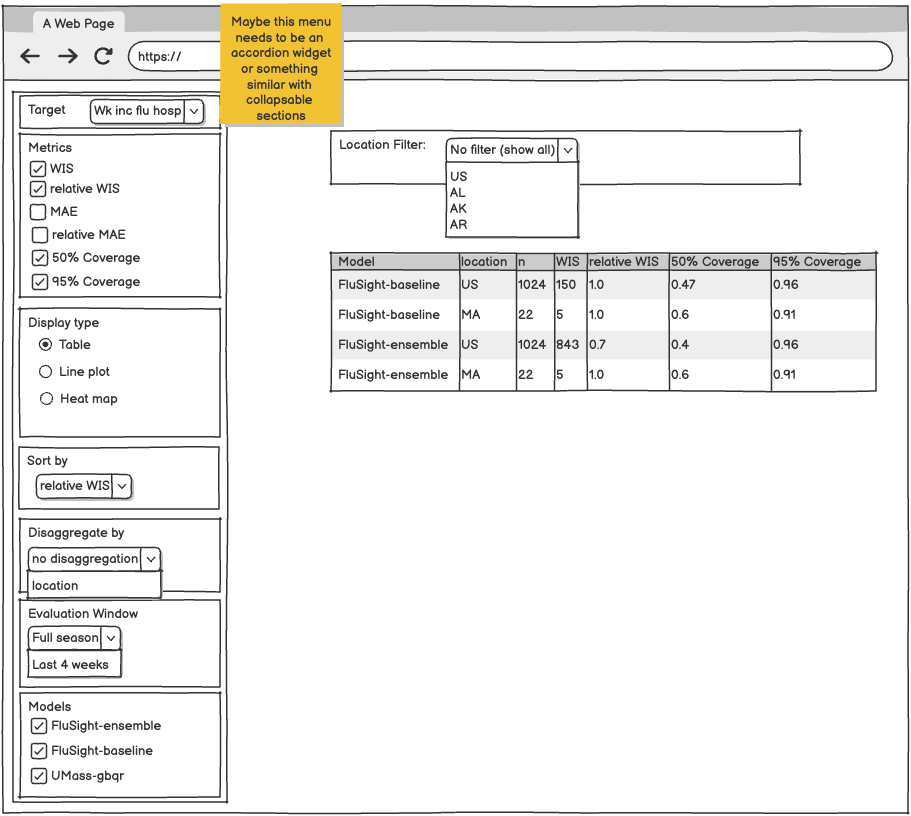 A Web Page
https://
Maybe this menu
needs to be an
accordion widget
or something
similar with
collapsable
sections
Target
Wk inc flu hosp
Metrics
WIS
relative WIS
MAE
relative MAE
50% Coverage
95% Coverage
Display type
Table
Line plot
Heat map
Sort by
relative WIS
Disaggregate by
no disaggregation
location
Evaluation Window
Full season
Last 4 weeks
Models
FluSight-ensemble
FluSight-baseline
UMass-gbqr
Location Filter:
No filter (show all)
US
AL
AK
AR
Model location n WIS relative WIS 50% Coverage 95% Coverage
FluSight-baseline US 1024 150 1.0 0.47 0.96
FluSight-baseline MA 22 5 1.0 0.6 0.91
FluSight-ensemble US 1024 843 0.7 0.4 0.96
FluSight-ensemble MA 22 5 1.0 0.6 0.91